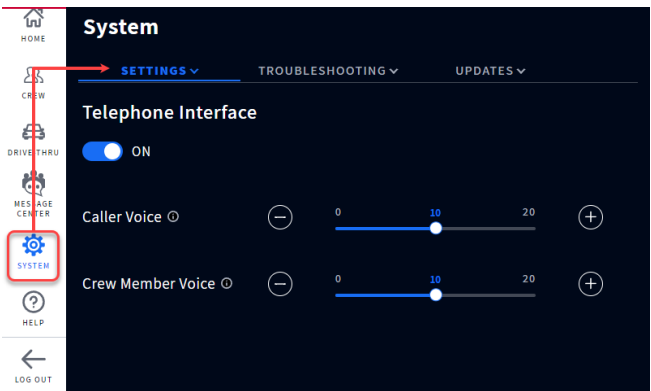 HOME
CREW
DRIVE THRU
MESSAGE
CENTER
SYSTEM
HELP
LOG OUT
System
SETTINGS TROUBLESHOOTING UPDATES
Telephone Interface
ON
Caller Voice 0 10 20
Crew Member Voice 0 10 20